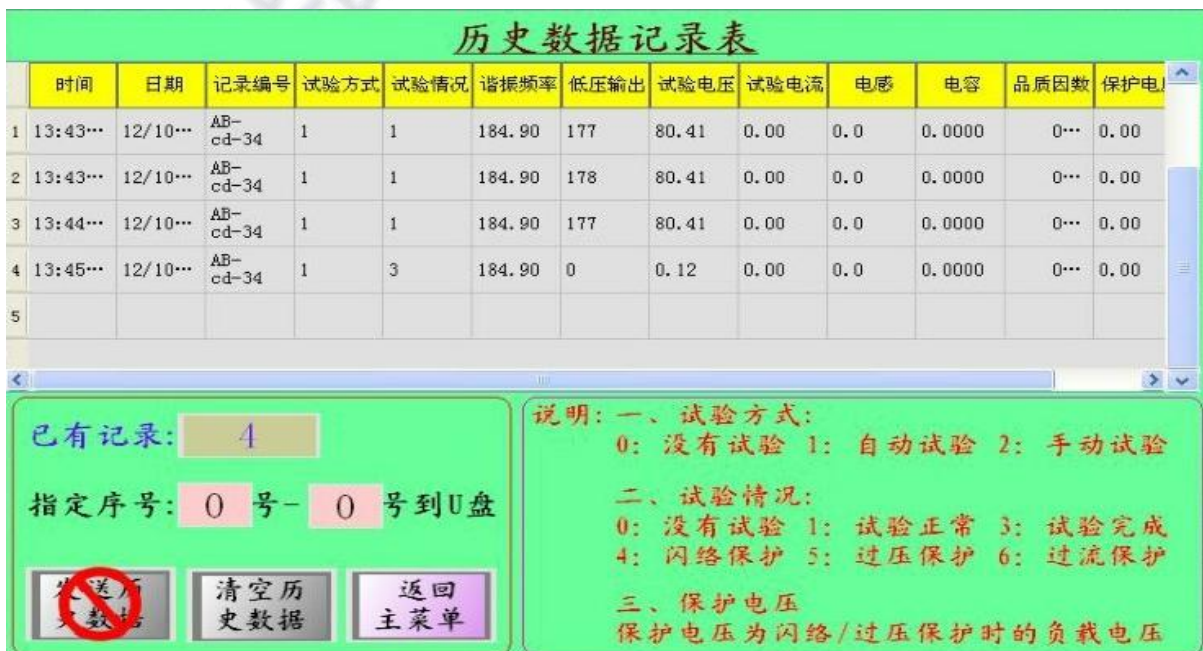 历史数据记录表
时间 日期 记录编号 试验方式 试验情况 谐振频率 低压输出 试验电压 试验电流 电感 电容 品质因数 保护电
1 13:43… 12/10… AB-cd-34 1 1 184.90 177 80.41 0.00 0.0 0.0000 0… 0.00
2 13:43… 12/10… AB-cd-34 1 1 184.90 178 80.41 0.00 0.0 0.0000 0… 0.00
3 13:44… 12/10… AB-cd-34 1 1 184.90 177 80.41 0.00 0.0 0.0000 0… 0.00
4 13:45… 12/10… AB-cd-34 1 3 184.90 0 0.12 0.00 0.0 0.0000 0… 0.00
5
已有记录: 4
指定序号: 0 号- 0 号到U盘
发送历
史数据
清空历
史数据
返回
主菜单
说明: 一、试验方式:
0: 没有试验 1: 自动试验 2: 手动试验
二、试验情况:
0: 没有试验 1: 试验正常 3: 试验完成
4: 闪络保护 5: 过压保护 6: 过流保护
三、保护电压
保护电压为闪络/过压保护时的负载电压